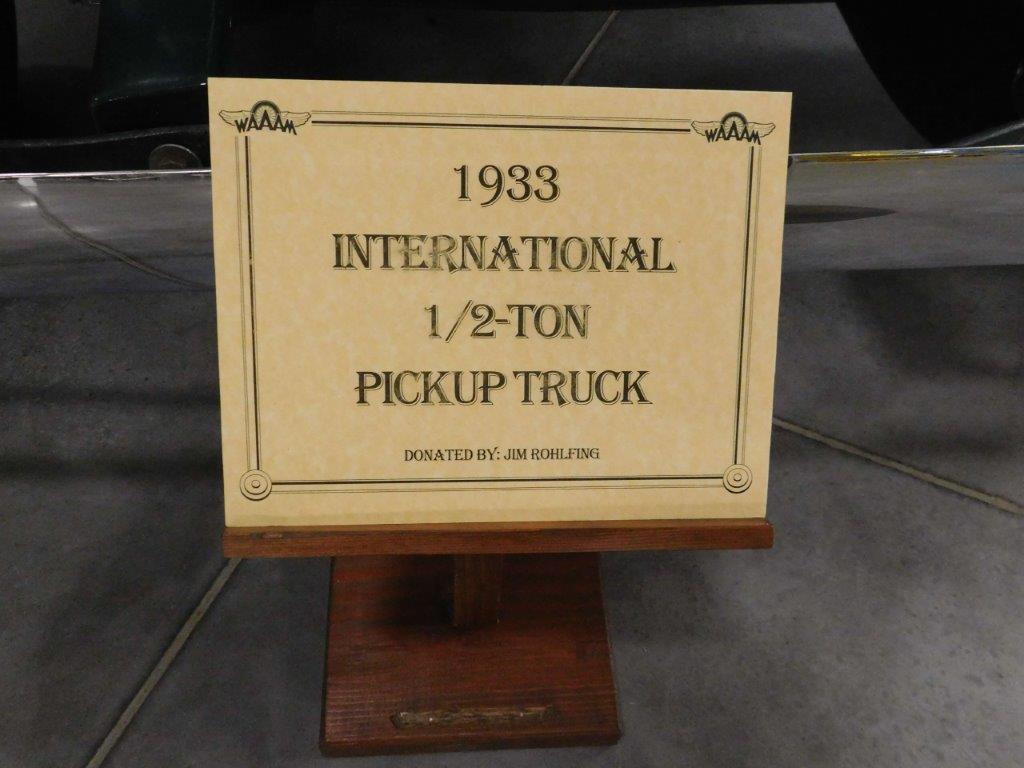 WAAAM WAAAM
1933
INTERNATIONAL
1/2-TON
PICKUP TRUCK
DONATED BY: JIM ROHLFING